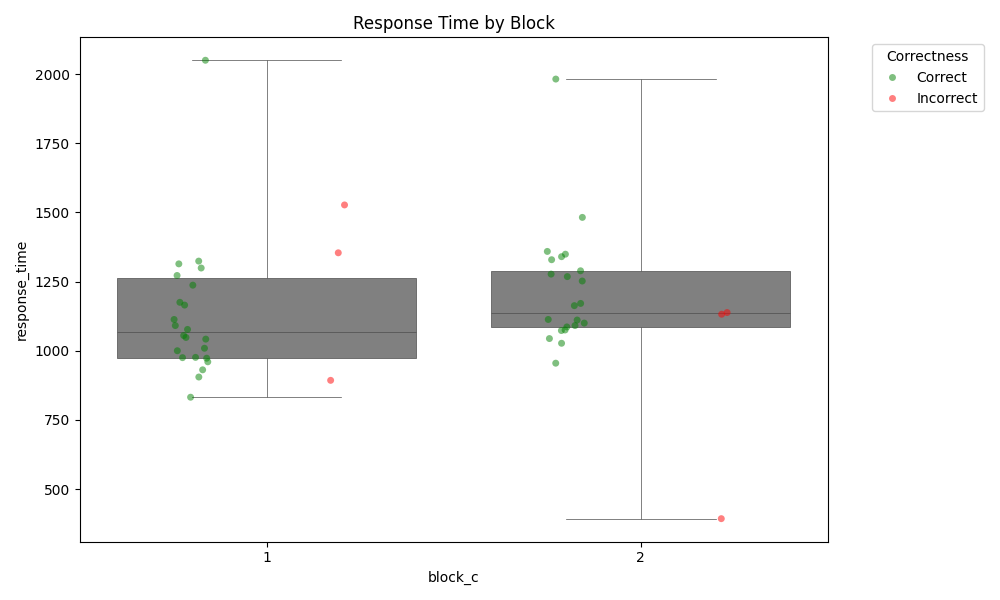 Response Time by Block
Correctness
Correct
Incorrect
response_time
2000
1750
1500
1250
1000
750
500
1
2
block_c